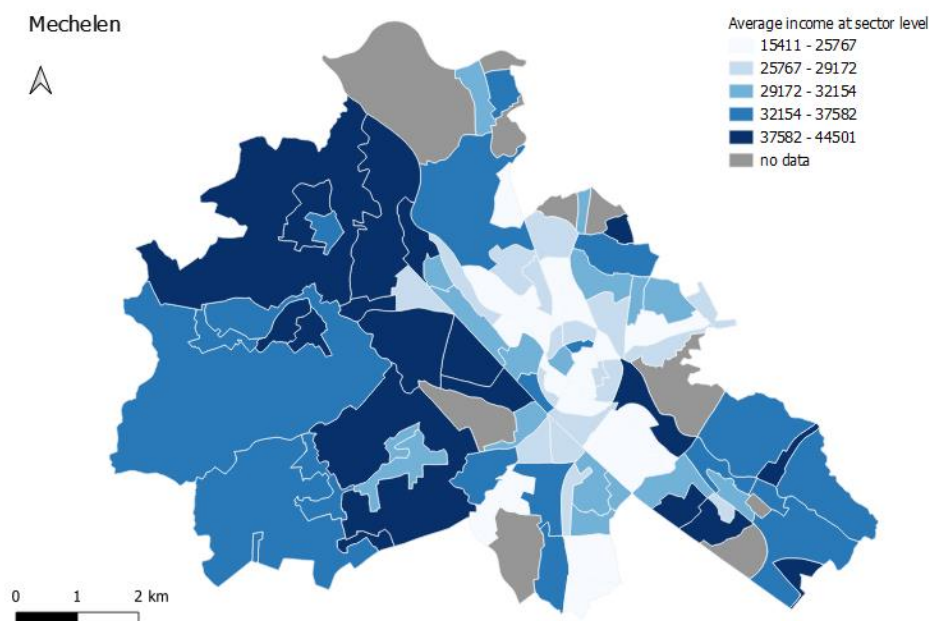 Mechelen
Average income at sector level
15411 - 25767
25767 - 29172
29172 - 32154
32154 - 37582
37582 - 44501
no data
0 1 2 km